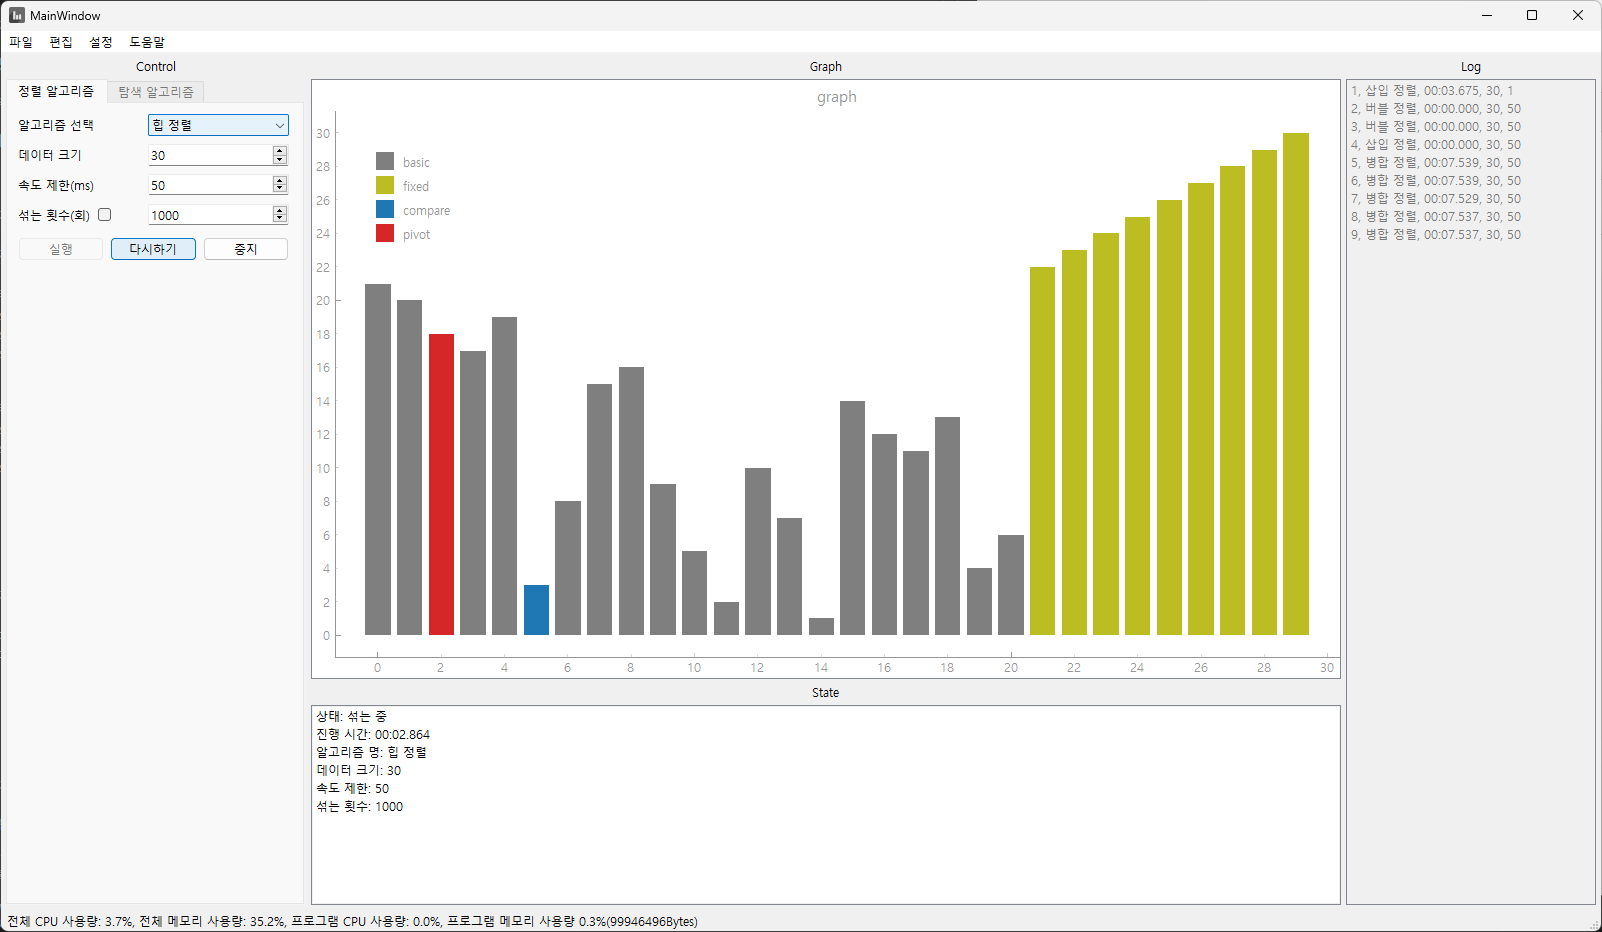 MainWindow
파일 편집 설정 도움말
Control
정렬 알고리즘 탐색 알고리즘
알고리즘 선택 힙 정렬
데이터 크기 30
속도 제한(ms) 50
섞는 횟수(회) 1000
실행 다시하기 중지
Graph
graph
30
28
26
24
22
20
18
16
14
12
10
8
6
4
2
0
basic
fixed
compare
pivot
0 2 4 6 8 10 12 14 16 18 20 22 24 26 28 30
State
상태: 섞는 중
진행 시간: 00:02.864
알고리즘 명: 힙 정렬
데이터 크기: 30
속도 제한: 50
섞는 횟수: 1000
Log
1, 삽입 정렬, 00:03.675, 30, 1
2, 버블 정렬, 00:00.000, 30, 50
3, 버블 정렬, 00:00.000, 30, 50
4, 삽입 정렬, 00:00.000, 30, 50
5, 병합 정렬, 00:07.539, 30, 50
6, 병합 정렬, 00:07.539, 30, 50
7, 병합 정렬, 00:07.529, 30, 50
8, 병합 정렬, 00:07.537, 30, 50
9, 병합 정렬, 00:07.537, 30, 50
전체 CPU 사용량: 3.7%, 전체 메모리 사용량: 35.2%, 프로그램 CPU 사용량: 0.0%, 프로그램 메모리 사용량 0.3%(99946496Bytes)